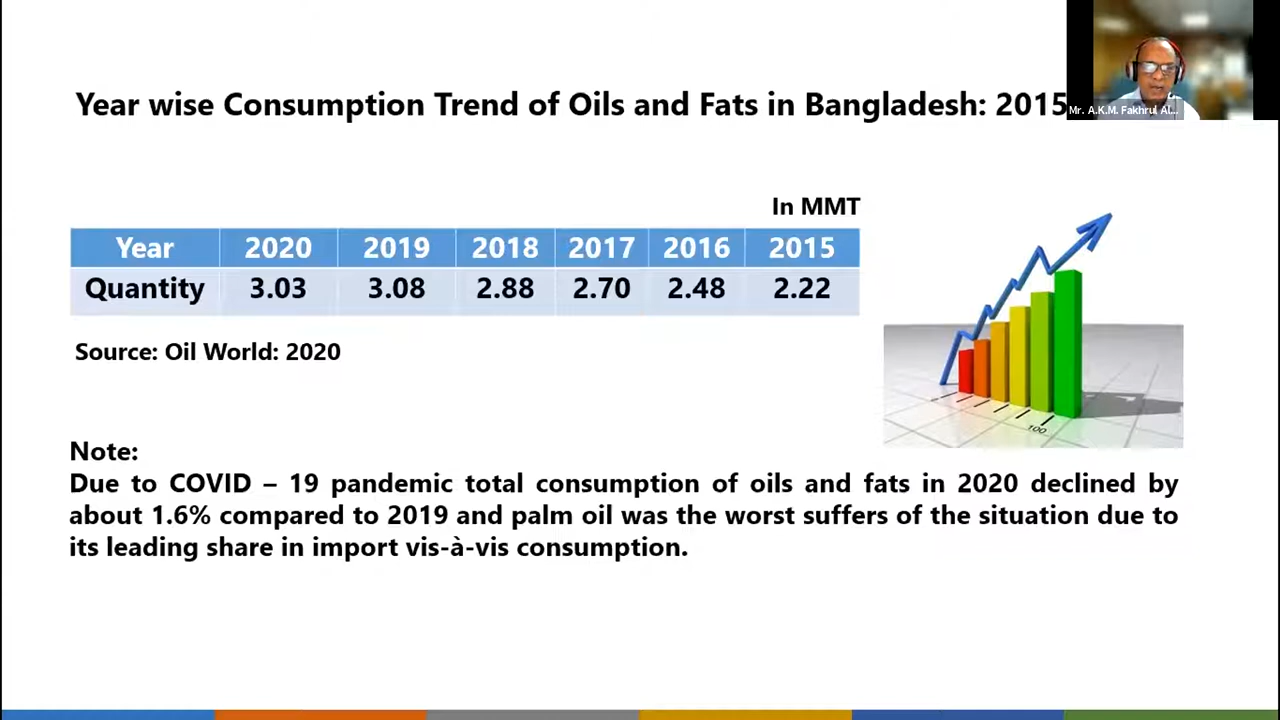 Year wise Consumption Trend of Oils and Fats in Bangladesh: 2015
Mr. A.K.M. Fakhrul Al...
In MMT
Year 2020 2019 2018 2017 2016 2015
Quantity 3.03 3.08 2.88 2.70 2.48 2.22
Source: Oil World: 2020
100
Note:
Due to COVID – 19 pandemic total consumption of oils and fats in 2020 declined by
about 1.6% compared to 2019 and palm oil was the worst suffers of the situation due to
its leading share in import vis-à-vis consumption.